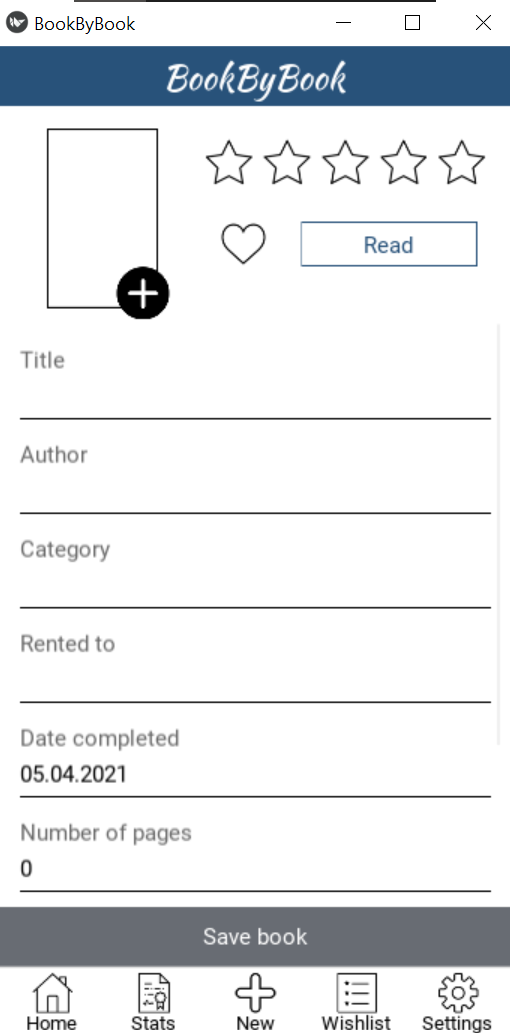 BookByBook
BookByBook
Read
Title
Author
Category
Rented to
Date completed
05.04.2021
Number of pages
0
Save book
Home Stats New Wishlist Settings